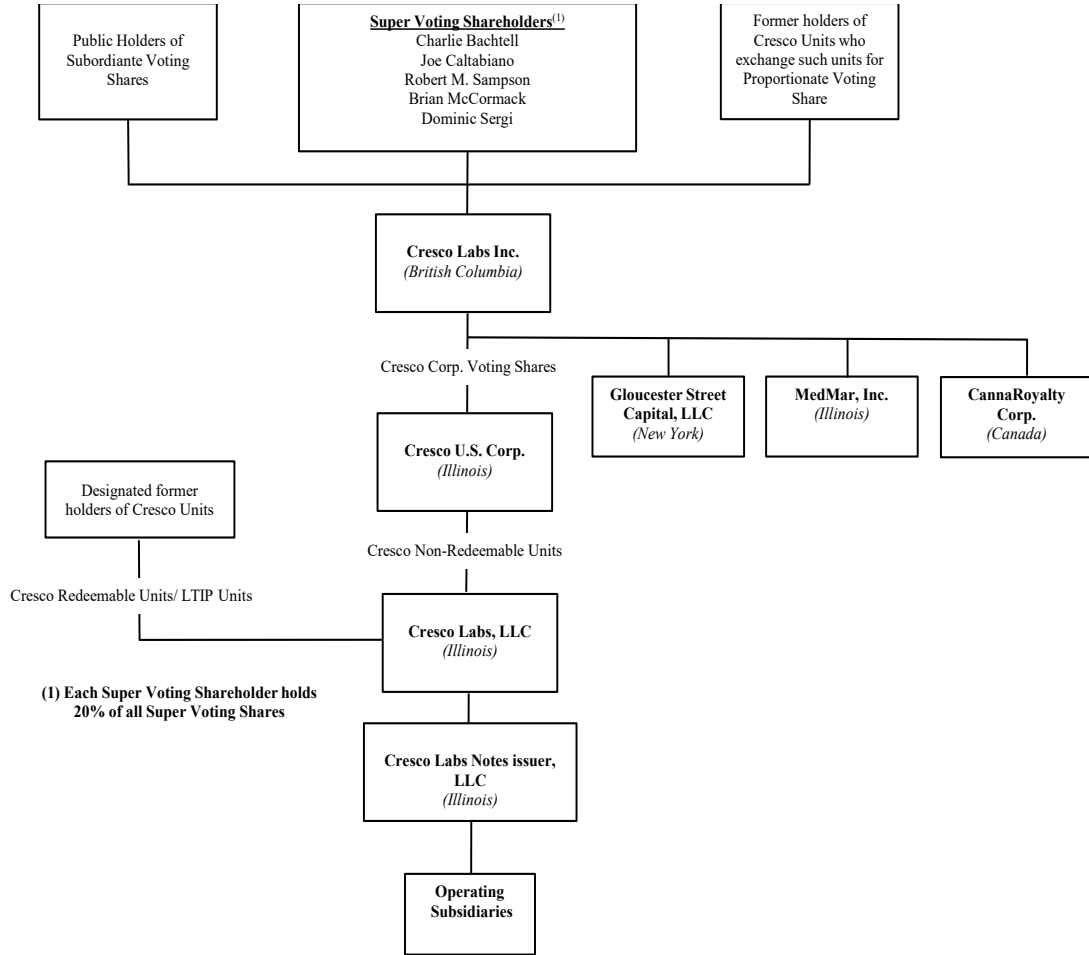 Public Holders of
Subordiante Voting
Shares
Super Voting Shareholders(1)
Charlie Bachtell
Joe Caltabiano
Robert M. Sampson
Brian McCormack
Dominic Sergi
Former holders of
Cresco Units who
exchange such units for
Proportionate Voting
Share
Cresco Labs Inc.
(British Columbia)
Cresco Corp. Voting Shares
Gloucester Street
Capital, LLC
(New York)
MedMar, Inc.
(Illinois)
CannaRoyalty
Corp.
(Canada)
Cresco U.S. Corp.
(Illinois)
Designated former
holders of Cresco Units
Cresco Non-Redeemable Units
Cresco Redeemable Units/ LTIP Units
Cresco Labs, LLC
(Illinois)
(1) Each Super Voting Shareholder holds
20% of all Super Voting Shares
Cresco Labs Notes issuer,
LLC
(Illinois)
Operating
Subsidiaries